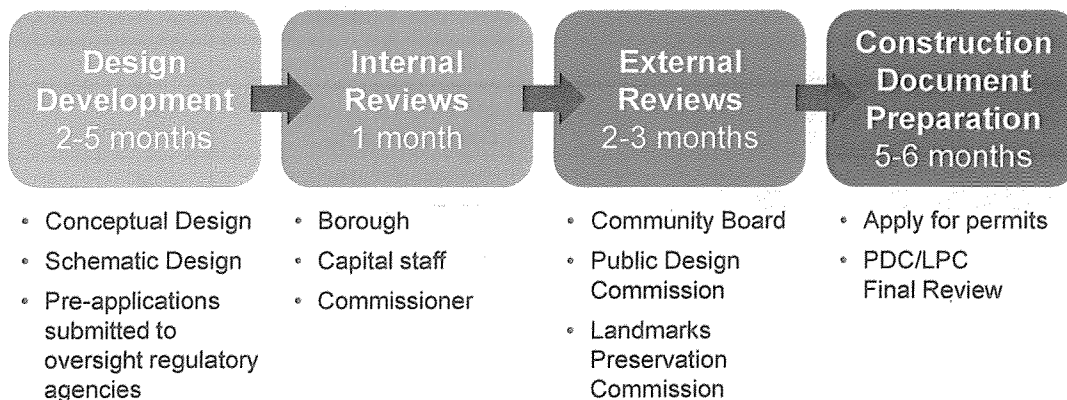 Design
Development
2-5 months
Internal
Reviews
1 month
External
Reviews
2-3 months
Construction
Document
Preparation
5-6 months
• Conceptual Design
• Schematic Design
• Pre-applications
submitted to
oversight regulatory
agencies
• Borough
• Capital staff
• Commissioner
• Community Board
• Public Design
Commission
• Landmarks
Preservation
Commission
• Apply for permits
• PDC/LPC
Final Review